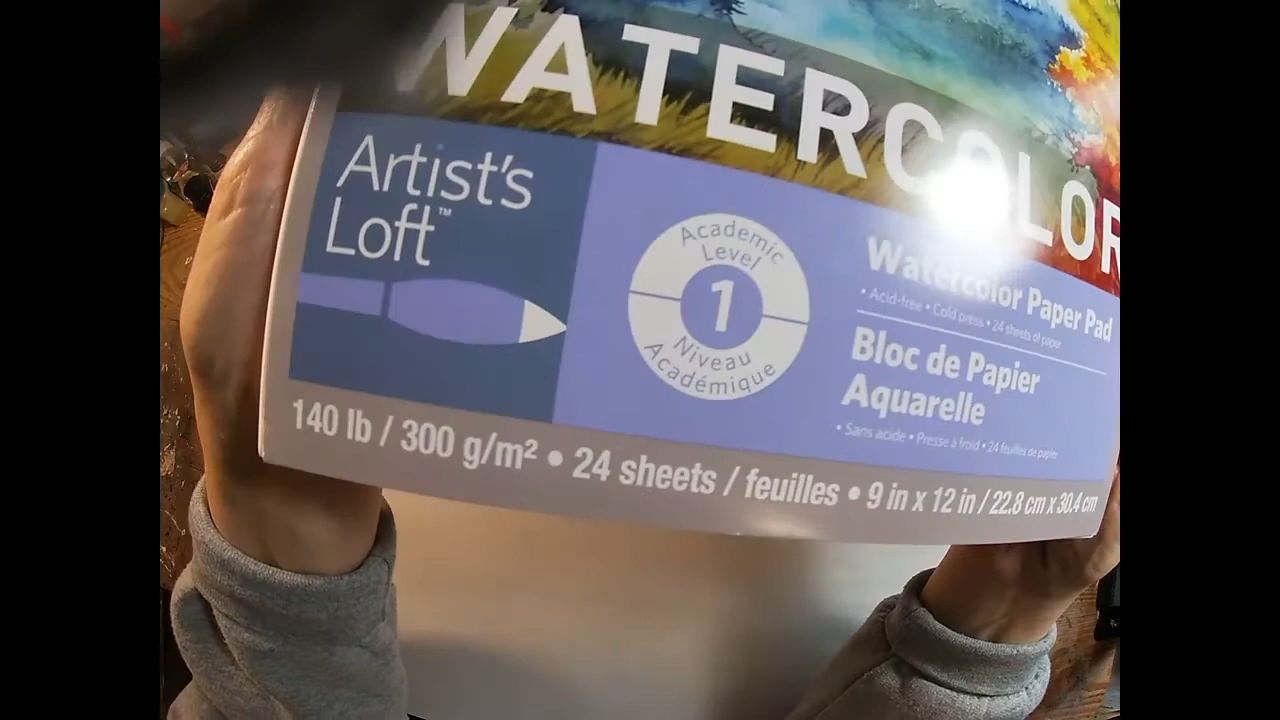 WATERCOLOR
Artist's
Loft™
Academic
Level
1
Niveau
Académique
Watercolor Paper Pad
• Acid-free • Cold press • 24 sheets of paper
Bloc de Papier
Aquarelle
• Sans acide • Presse à froid • 24 feuilles de papier
140 lb / 300 g/m² • 24 sheets / feuilles • 9 in x 12 in / 22.8 cm x 30.4 cm